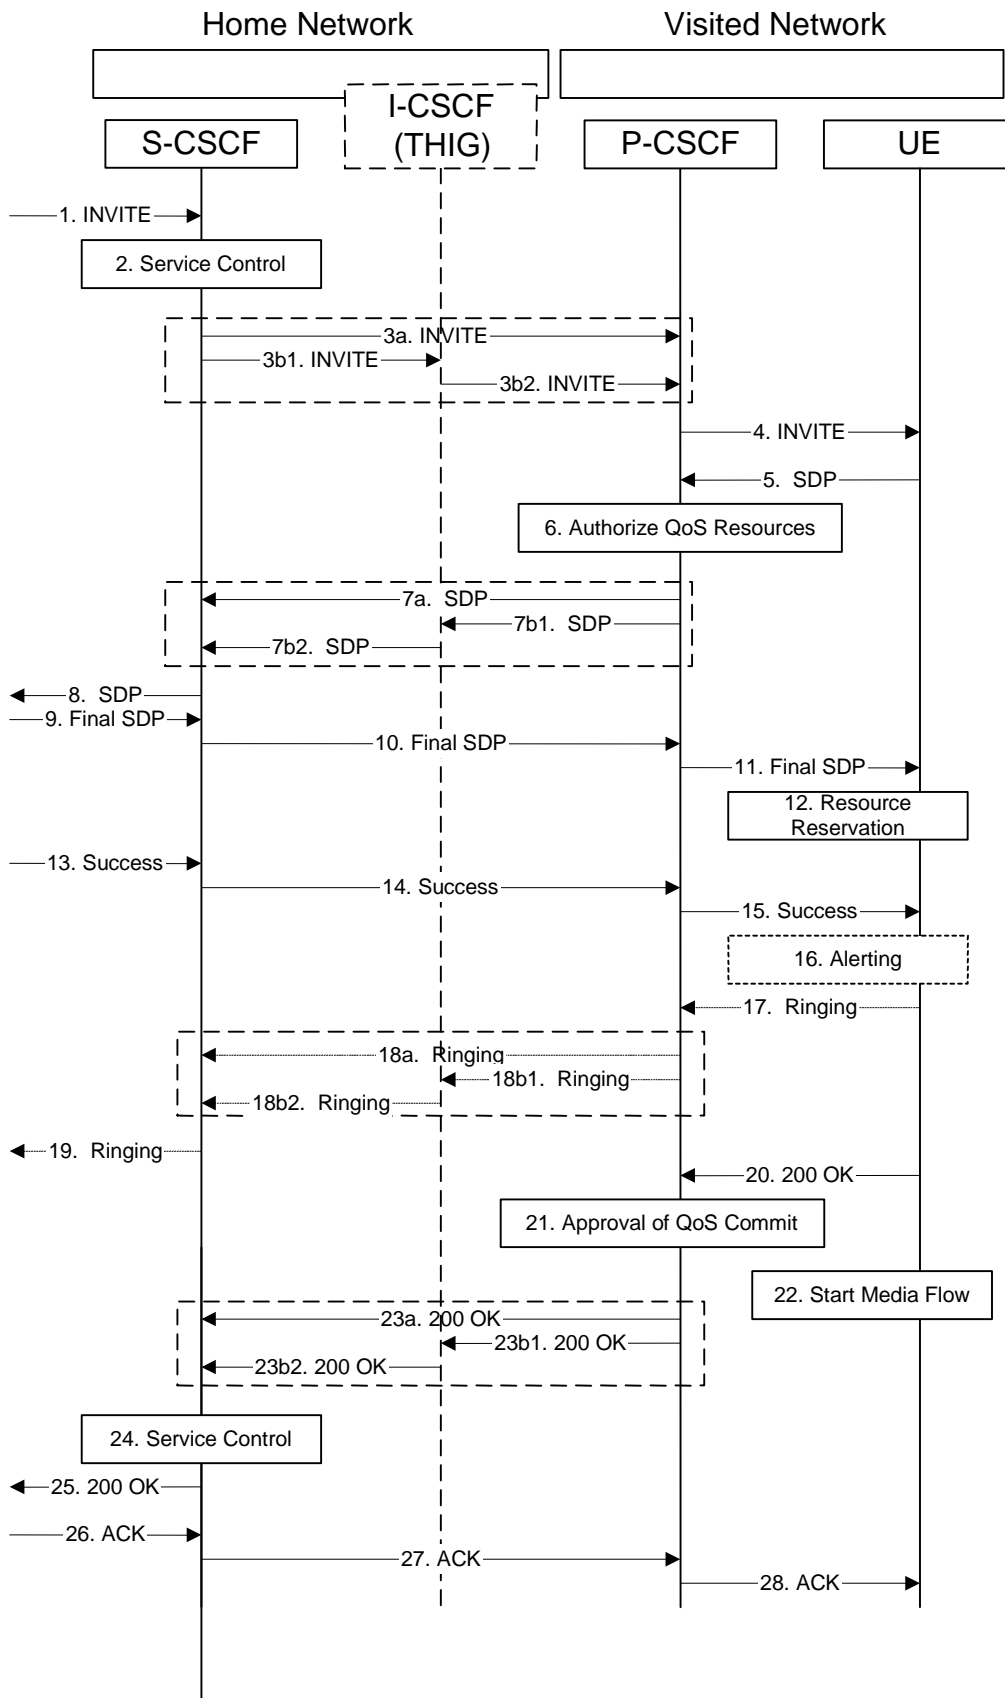 Home Network
Visited Network
I-CSCF
(THIG)
S-CSCF
P-CSCF
UE
1. INVITE
2. Service Control
3a. INVITE
3b1. INVITE
3b2. INVITE
4. INVITE
5. SDP
6. Authorize QoS Resources
7a. SDP
7b1. SDP
7b2. SDP
8. SDP
9. Final SDP
10. Final SDP
11. Final SDP
12. Resource
Reservation
13. Success
14. Success
15. Success
16. Alerting
17. Ringing
18a. Ringing
18b1. Ringing
18b2. Ringing
19. Ringing
20. 200 OK
21. Approval of QoS Commit
22. Start Media Flow
23a. 200 OK
23b1. 200 OK
23b2. 200 OK
24. Service Control
25. 200 OK
26. ACK
27. ACK
28. ACK